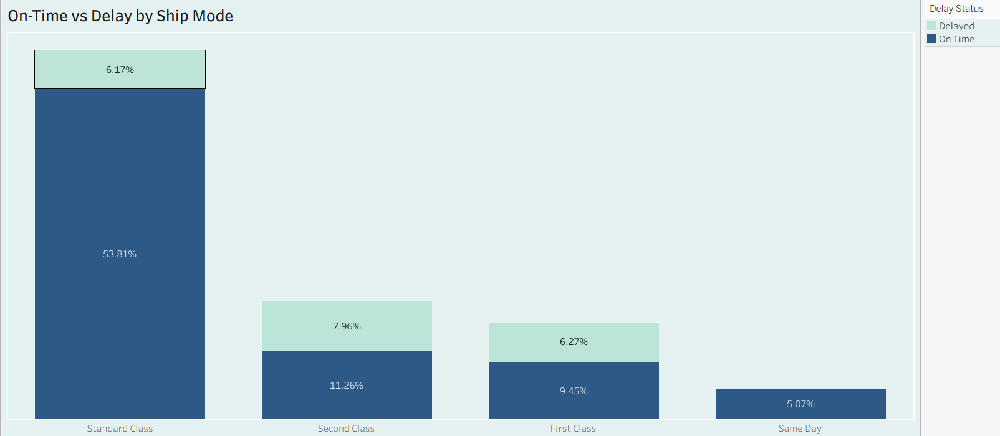 On-Time vs Delay by Ship Mode
Delay Status
Delayed
On Time
6.17%
53.81%
7.96%
11.26%
6.27%
9.45%
5.07%
Standard Class
Second Class
First Class
Same Day